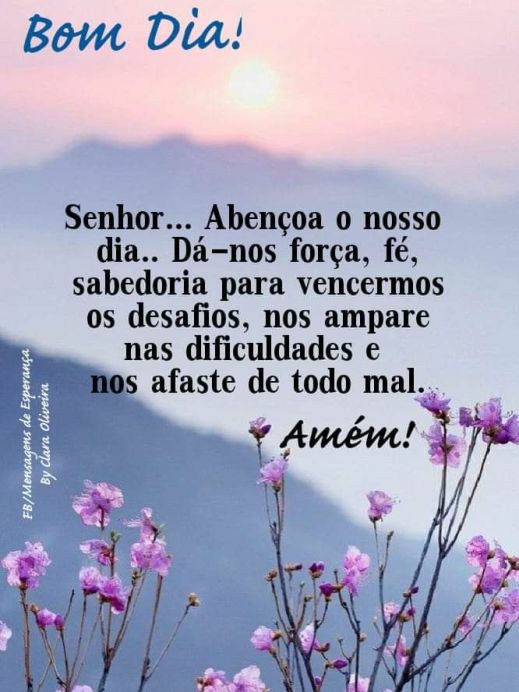 Bom Dia!
Senhor... Abençoa o nosso
dia.. Dá-nos força, fé,
sabedoria para vencermos
os desafios, nos ampare
nas dificuldades e
nos afaste de todo mal.
Amém!
FB/Mensagens de Esperança
By Clara Oliveira